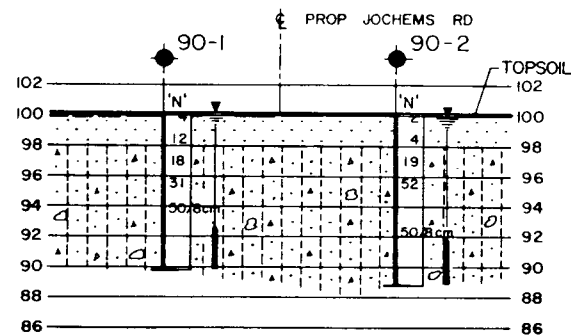 ℄ PROP JOCHEMS RD
90-1 90-2
TOPSOIL
102 102
'N' 'N'
100 4 2 100
98 12 4 98
18 19
96 31 52 96
94 50/8cm 94
92 50/8cm 92
90 90
88 88
86 86